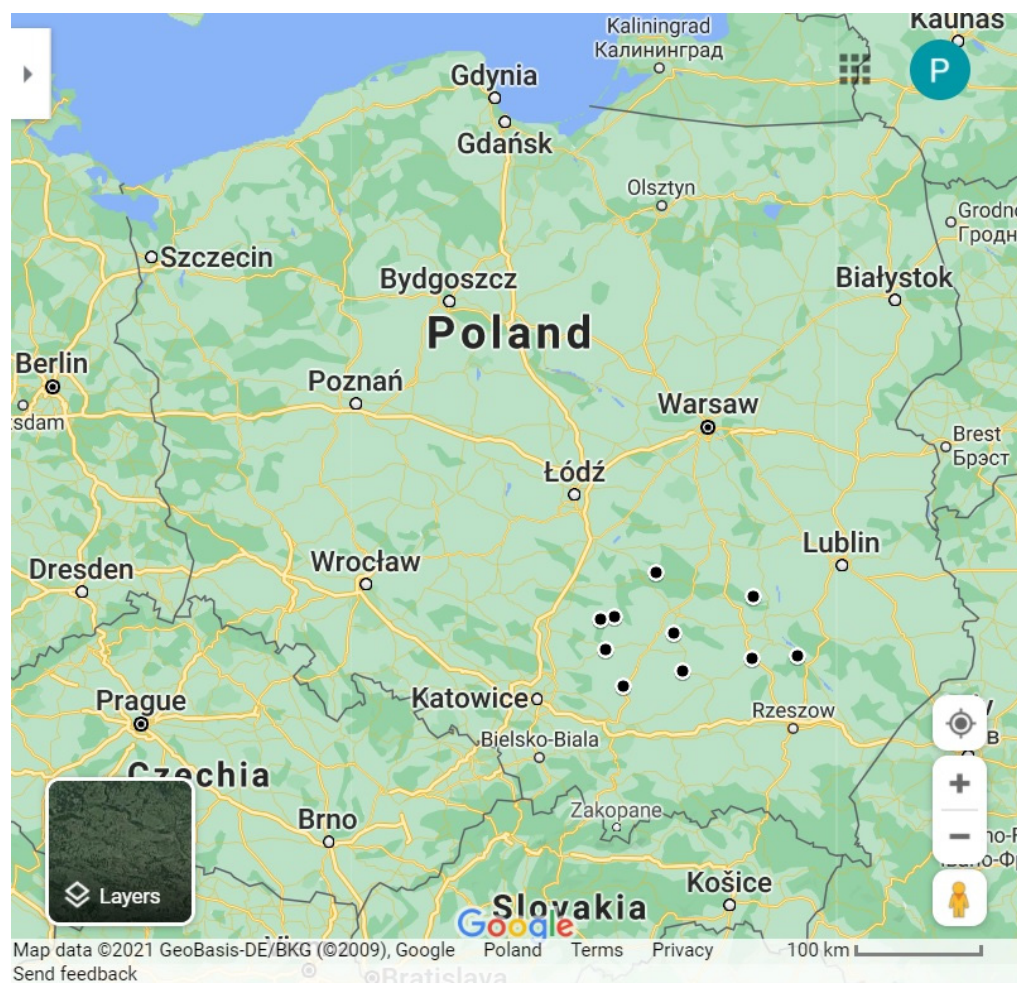 Kaliningrad
Калининград
Kaunas
P
Gdynia
Gdańsk
Olsztyn
Grodno
Гродн
Szczecin
Bydgoszcz
Białystok
Poland
Berlin
Poznań
Warsaw
sdam
Brest
Брэст
Łódź
Wrocław
Lublin
Dresden
Katowice
Prague
Rzeszow
в
Bielsko-Biala
Czechia
Zakopane
Brno
Košice
Layers
Slovakia
Google
Map data ©2021 GeoBasis-DE/BKG (©2009), Google Poland Terms Privacy 100 km
Send feedback
Bratislava